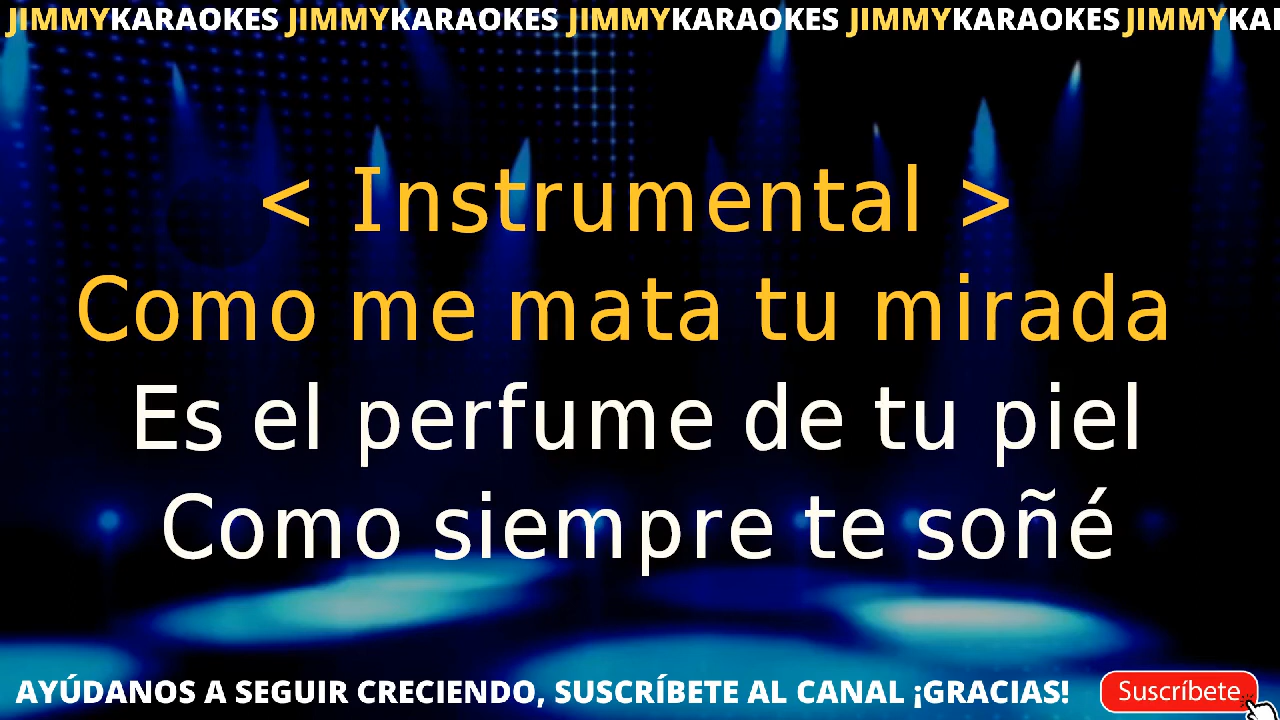 JIMMYKARAOKES JIMMYKARAOKES JIMMYKARAOKES JIMMYKARAOKES JIMMYKA
< Instrumental >
Como me mata tu mirada
Es el perfume de tu piel
Como siempre te soñé
AYÚDANOS A SEGUIR CRECIENDO, SUSCRÍBETE AL CANAL ¡GRACIAS! Suscríbete